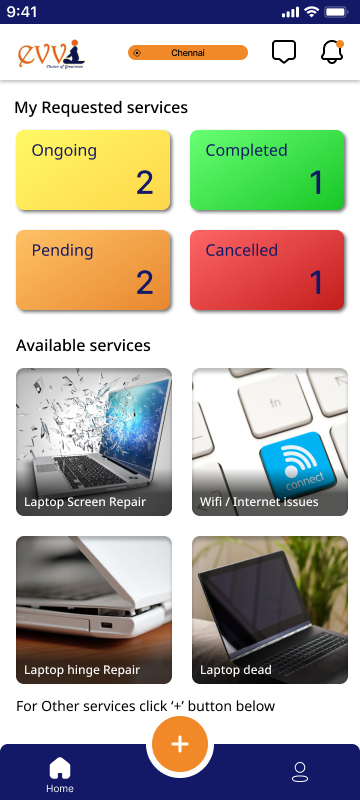 9:41
evvi
Choice of Greatness
Chennai
My Requested services
Ongoing
2
Completed
1
Pending
2
Cancelled
1
Available services
Laptop Screen Repair
fn
connect
Wifi / Internet issues
Laptop hinge Repair
Laptop dead
For Other services click ‘+’ button below
+
Home